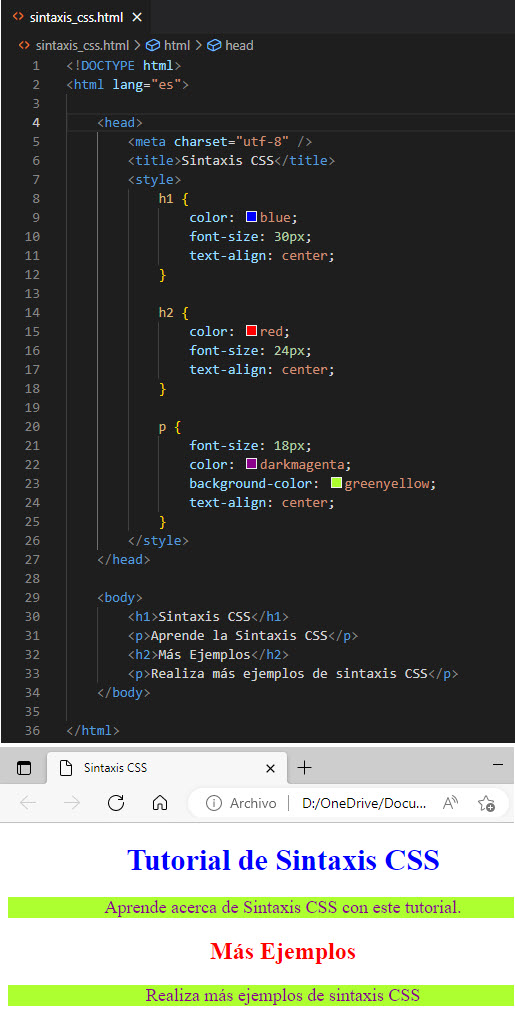 sintaxis_css.html
sintaxis_css.html > html > head
1 <!DOCTYPE html>
2 <html lang="es">
3
4     <head>
5         <meta charset="utf-8" />
6         <title>Sintaxis CSS</title>
7         <style>
8             h1 {
9                 color: blue;
10                 font-size: 30px;
11                 text-align: center;
12             }
13
14             h2 {
15                 color: red;
16                 font-size: 24px;
17                 text-align: center;
18             }
19
20             p {
21                 font-size: 18px;
22                 color: darkmagenta;
23                 background-color: greenyellow;
24                 text-align: center;
25             }
26         </style>
27     </head>
28
29     <body>
30         <h1>Sintaxis CSS</h1>
31         <p>Aprende la Sintaxis CSS</p>
32         <h2>Más Ejemplos</h2>
33         <p>Realiza más ejemplos de sintaxis CSS</p>
34     </body>
35
36 </html>
Sintaxis CSS
Archivo | D:/OneDrive/Docu...
Tutorial de Sintaxis CSS
Aprende acerca de Sintaxis CSS con este tutorial.
Más Ejemplos
Realiza más ejemplos de sintaxis CSS